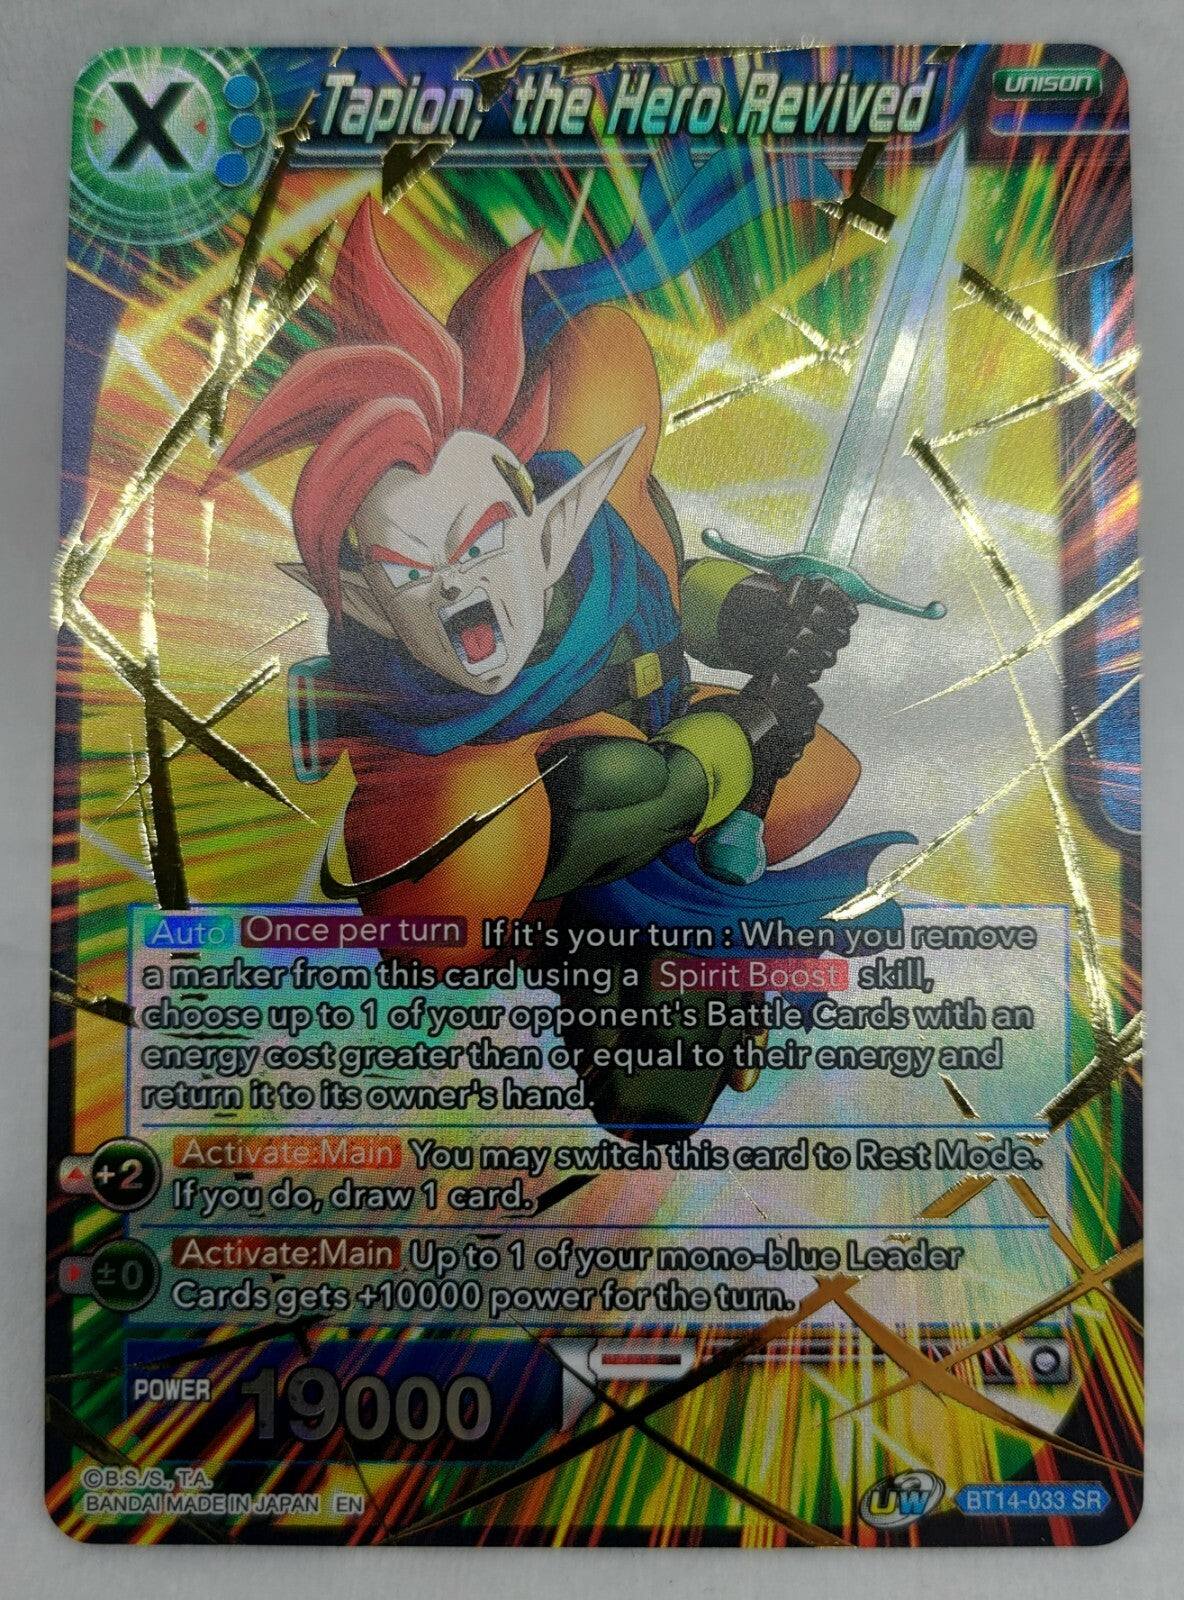 X
Tapion, the Hero Revived
UNISON
Auto Once per turn If it's your turn : When you remove
a marker from this card using a Spirit Boost skill,
choose up to 1 of your opponent's Battle Cards with an
energy cost greater than or equal to their energy and
return it to its owner's hand.
+2 Activate:Main You may switch this card to Rest Mode.
If you do, draw 1 card.
±0 Activate:Main Up to 1 of your mono-blue Leader
Cards gets +10000 power for the turn.
POWER 19000
©B.S./S., T.A.
BANDAI MADE IN JAPAN EN
UW BT14-033 SR